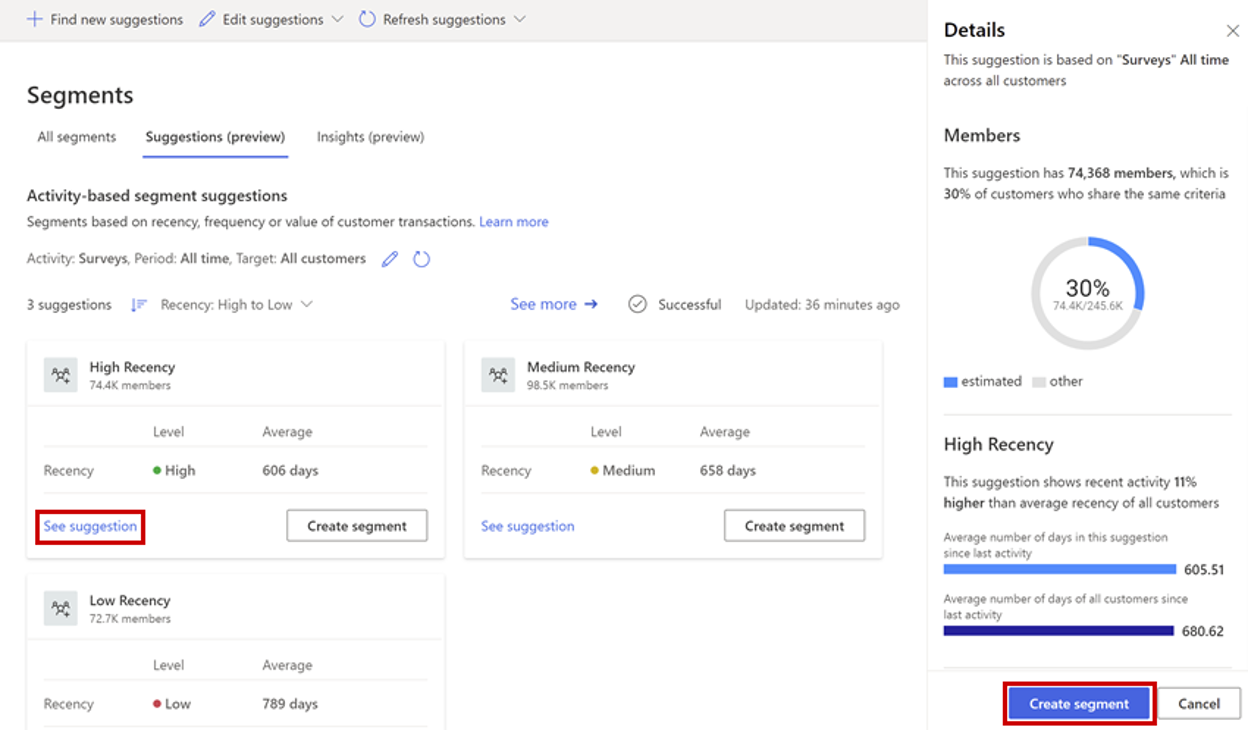 Find new suggestions Edit suggestions Refresh suggestions
Segments
All segments Suggestions (preview) Insights (preview)
Activity-based segment suggestions
Segments based on recency, frequency or value of customer transactions. Learn more
Activity: Surveys, Period: All time, Target: All customers
3 suggestions Recency: High to Low See more → Successful Updated: 36 minutes ago
High Recency
74.4K members
Level Average
Recency High 606 days
See suggestion Create segment
Medium Recency
98.5K members
Level Average
Recency Medium 658 days
See suggestion Create segment
Low Recency
72.7K members
Level Average
Recency Low 789 days
Details
This suggestion is based on "Surveys" All time
across all customers
Members
This suggestion has 74,368 members, which is
30% of customers who share the same criteria
30%
74.4K/245.6K
estimated other
High Recency
This suggestion shows recent activity 11%
higher than average recency of all customers
Average number of days in this suggestion
since last activity
605.51
Average number of days of all customers since
last activity
680.62
Create segment Cancel